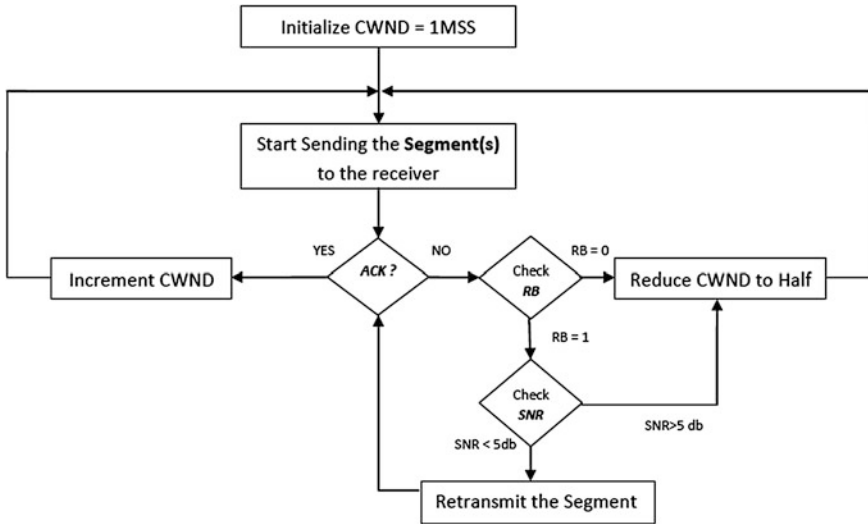 Initialize CWND = 1MSS
Start Sending the Segment(s)
to the receiver
YES
ACK ?
NO
Increment CWND
Check
RB
RB = 0
Reduce CWND to Half
RB = 1
Check
SNR
SNR>5 db
SNR < 5db
Retransmit the Segment